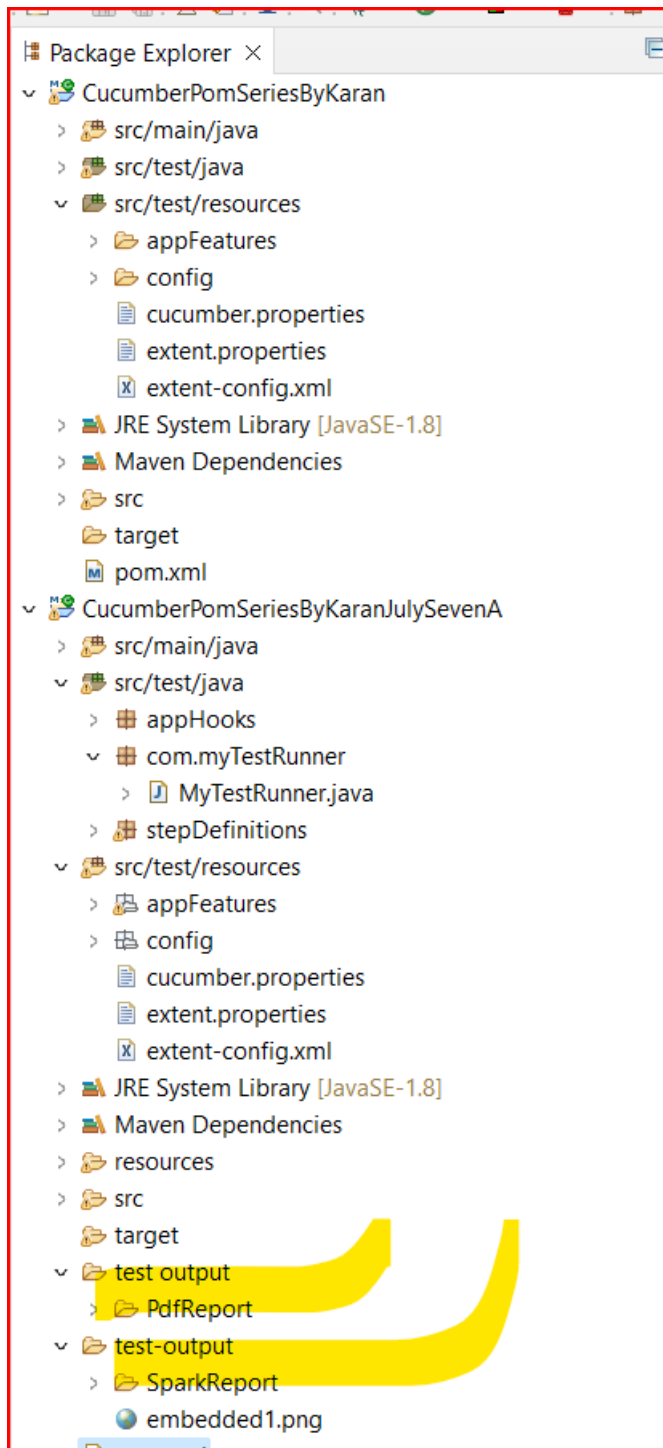 Package Explorer
CucumberPomSeriesByKaran
src/main/java
src/test/java
src/test/resources
appFeatures
config
cucumber.properties
extent.properties
extent-config.xml
JRE System Library [JavaSE-1.8]
Maven Dependencies
src
target
pom.xml
CucumberPomSeriesByKaranJulySevenA
src/main/java
src/test/java
appHooks
com.myTestRunner
MyTestRunner.java
stepDefinitions
src/test/resources
appFeatures
config
cucumber.properties
extent.properties
extent-config.xml
JRE System Library [JavaSE-1.8]
Maven Dependencies
resources
src
target
test output
PdfReport
test-output
SparkReport
embedded1.png